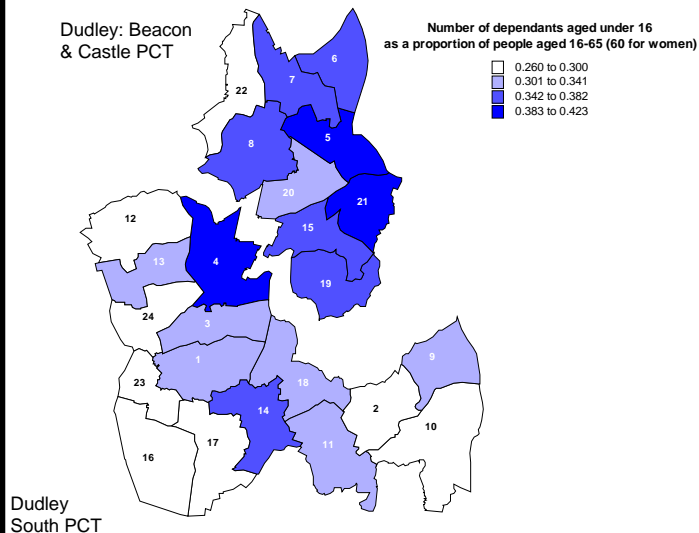 Dudley: Beacon
& Castle PCT
Number of dependants aged under 16
as a proportion of people aged 16-65 (60 for women)
0.260 to 0.300
0.301 to 0.341
0.342 to 0.382
0.383 to 0.423
6
7
22
5
8
20
21
12
15
13
4
19
24
3
9
1
23
18
14
2
10
17
11
16
Dudley
South PCT